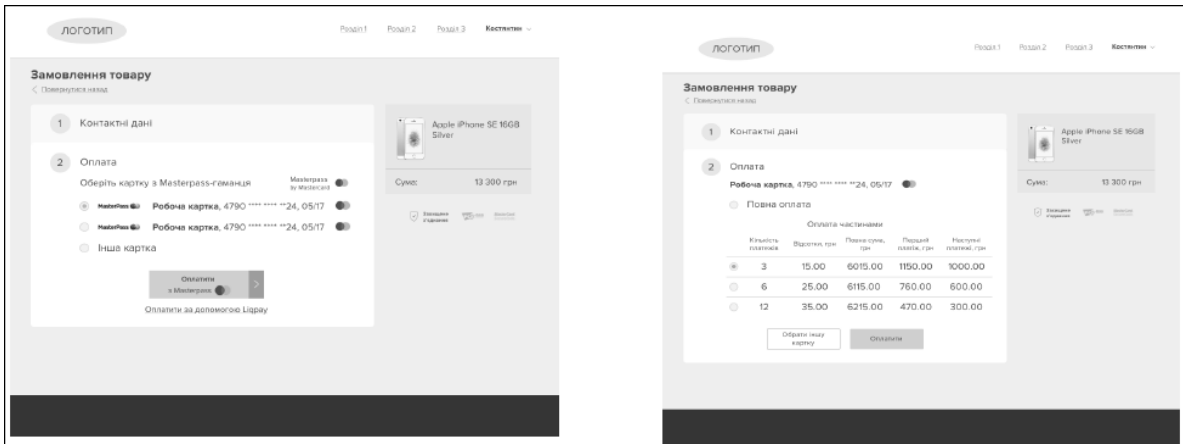 ЛОГОТИП
Розділ 1 Розділ 2 Розділ 3 Костянтин
Замовлення товару
Повернутися назад
1 Контактні дані
2 Оплата
Оберіть картку з Masterpass-гаманця
Masterpass
by Mastercard
MasterPass Робоча картка, 4790 **** **** **24, 05/17
MasterPass Робоча картка, 4790 **** **** **24, 05/17
Інша картка
Оплатити
з Masterpass
Оплатити за допомогою Liqpay
Apple iPhone SE 16GB
Silver
Сума: 13 300 грн
Захищене
з'єднання
ЛОГОТИП
Розділ 1 Розділ 2 Розділ 3 Костянтин
Замовлення товару
Повернутися назад
1 Контактні дані
2 Оплата
Робоча картка, 4790 **** **** **24, 05/17
Повна оплата
Оплата частинами
Кількість платежів Відсотки, грн Повна сума, грн Перший платіж, грн Наступні платежі, грн
3 15.00 6015.00 1150.00 1000.00
6 25.00 6115.00 760.00 600.00
12 35.00 6215.00 470.00 300.00
Обрати іншу
картку
Оплатити
Apple iPhone SE 16GB
Silver
Сума: 13 300 грн
Захищене
з'єднання